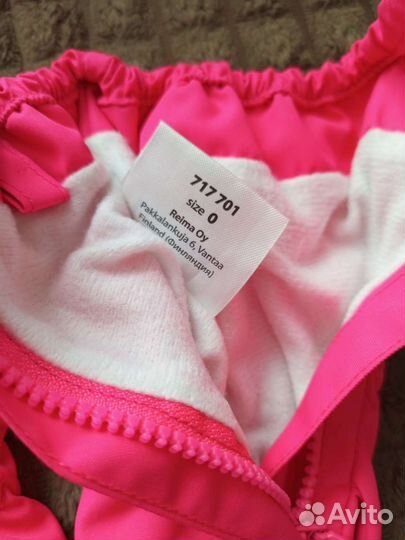 717 701
size 0
Reima Oy
Pakkalankuja 6, Vantaa
Finland (Финляндия)
Avito